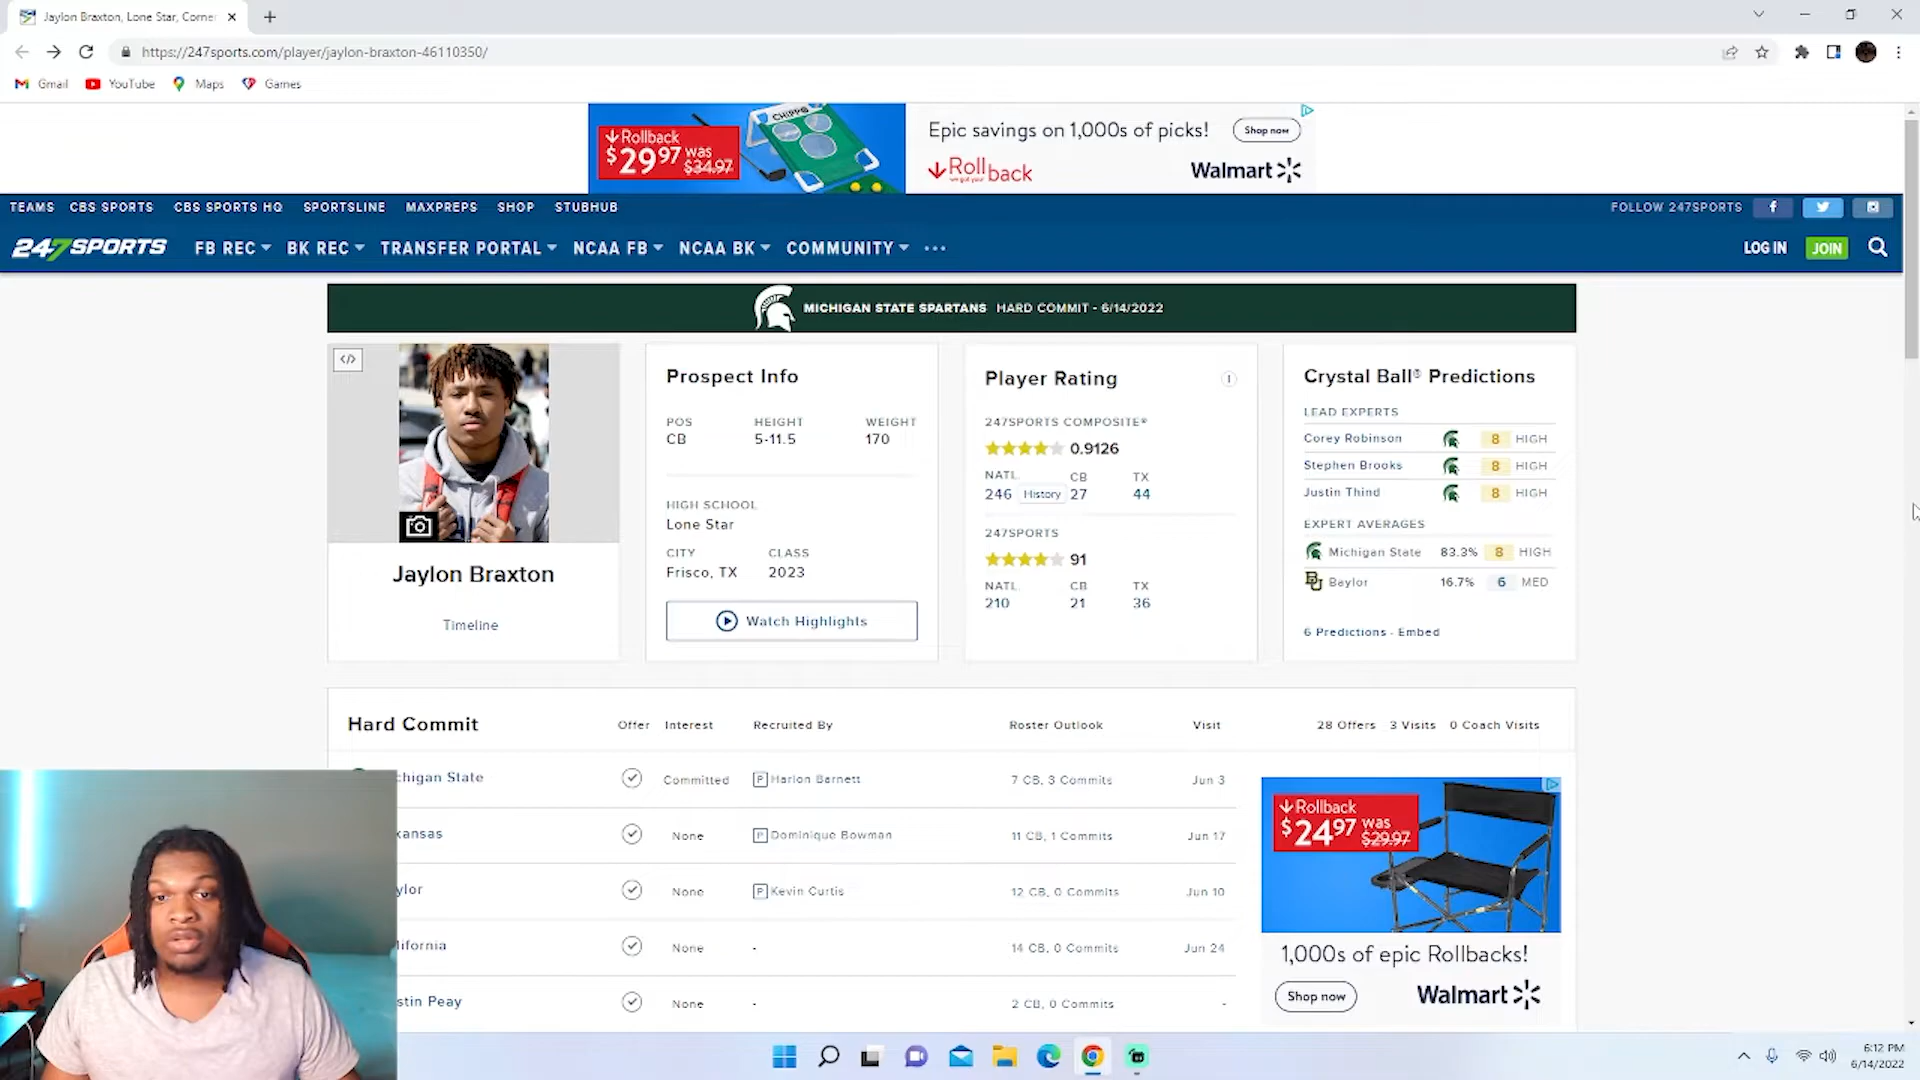 Jaylon Braxton, Lone Star, Corner
https://247sports.com/player/jaylon-braxton-46110350/
Gmail YouTube Maps Games
Rollback
$29.97 was $34.97
CHIPPO
Epic savings on 1,000s of picks! Shop now
Rollback Walmart
TEAMS CBS SPORTS CBS SPORTS HQ SPORTSLINE MAXPREPS SHOP STUBHUB FOLLOW 247SPORTS
247SPORTS FB REC BK REC TRANSFER PORTAL NCAA FB NCAA BK COMMUNITY LOG IN JOIN
MICHIGAN STATE SPARTANS HARD COMMIT - 6/14/2022
Jaylon Braxton
Timeline
Prospect Info
POS HEIGHT WEIGHT
CB 5-11.5 170
HIGH SCHOOL
Lone Star
CITY CLASS
Frisco, TX 2023
Watch Highlights
Player Rating
247SPORTS COMPOSITE®
0.9126
NATL. CB TX
246 History 27 44
247SPORTS
91
NATL. CB TX
210 21 36
Crystal Ball® Predictions
LEAD EXPERTS
Corey Robinson 8 HIGH
Stephen Brooks 8 HIGH
Justin Thind 8 HIGH
EXPERT AVERAGES
Michigan State 83.3% 8 HIGH
Baylor 16.7% 6 MED
6 Predictions - Embed
Hard Commit Offer Interest Recruited By Roster Outlook Visit 28 Offers 3 Visits 0 Coach Visits
chigan State Committed P Harlon Barnett 7 CB, 3 Commits Jun 3
kansas None P Dominique Bowman 11 CB, 1 Commits Jun 17
ylor None P Kevin Curtis 12 CB, 0 Commits Jun 10
lifornia None - 14 CB, 0 Commits Jun 24
stin Peay None - 2 CB, 0 Commits -
Rollback
$24.97 was $29.97
1,000s of epic Rollbacks!
Shop now Walmart
6:12 PM
6/14/2022